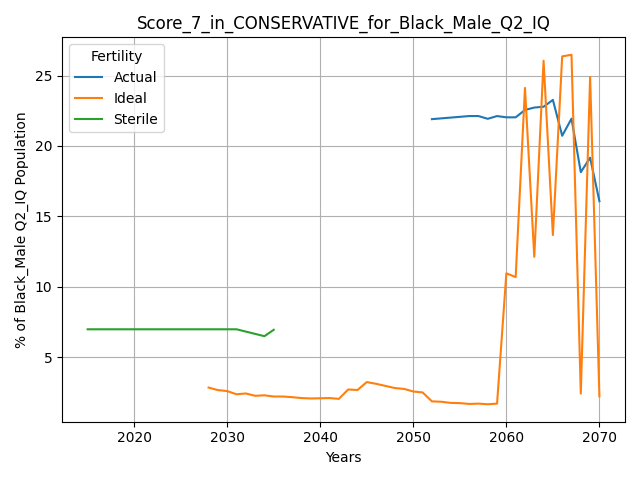 Score_7_in_CONSERVATIVE_for_Black_Male_Q2_IQ
Fertility
Actual
Ideal
Sterile
% of Black_Male Q2_IQ Population
25
20
15
10
5
2020 2030 2040 2050 2060 2070
Years